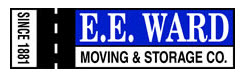 SINCE 1881
E.E. WARD
MOVING & STORAGE CO.